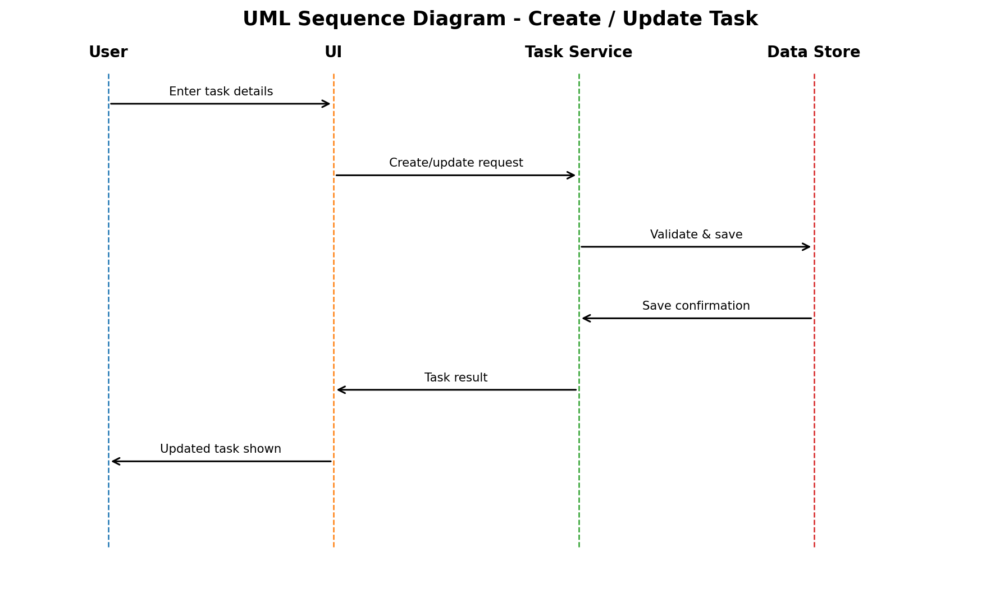 UML Sequence Diagram - Create / Update Task
User
UI
Task Service
Data Store
Enter task details
Create/update request
Validate & save
Save confirmation
Task result
Updated task shown